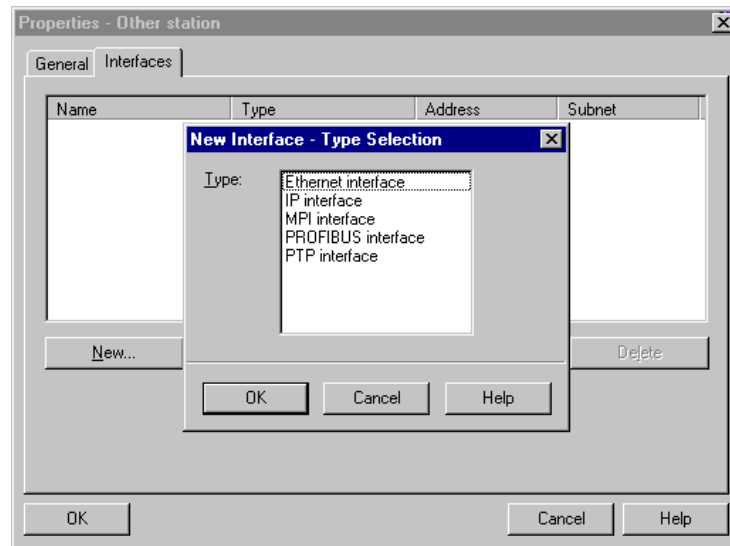 Properties - Other station
General Interfaces
Name Type Address Subnet
New Interface - Type Selection
Type:
Ethernet interface
IP interface
MPI interface
PROFIBUS interface
PTP interface
New... Delete
OK Cancel Help
OK Cancel Help